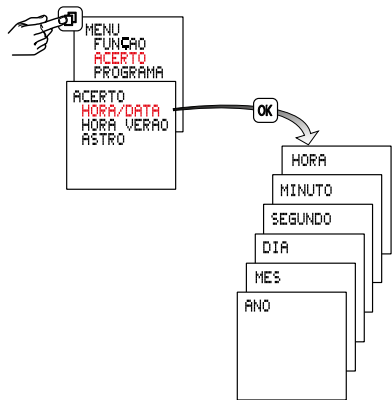 MENU
FUNÇAO
ACERTO
PROGRAMA
ACERTO
HORA/DATA
HORA VERAO
ASTRO
OK
HORA
MINUTO
SEGUNDO
DIA
MES
ANO